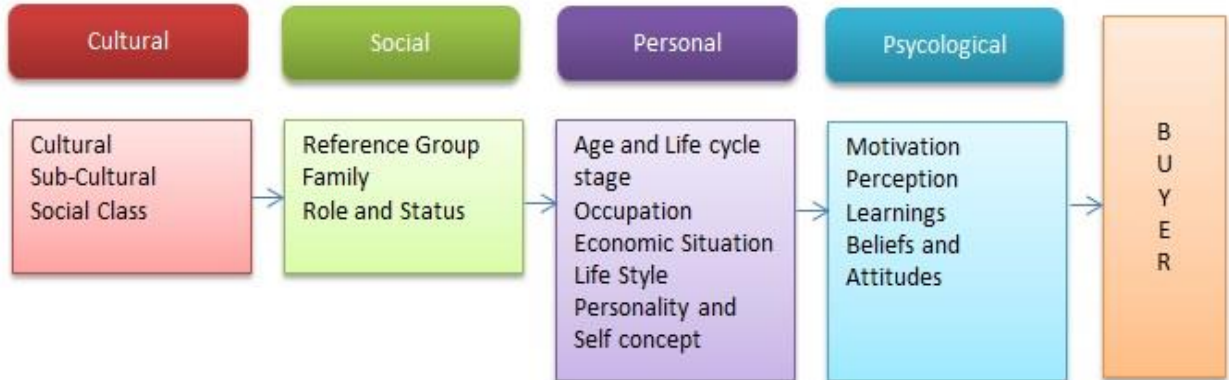 Cultural
Social
Personal
Psycological
Cultural
Sub-Cultural
Social Class
Reference Group
Family
Role and Status
Age and Life cycle
stage
Occupation
Economic Situation
Life Style
Personality and
Self concept
Motivation
Perception
Learnings
Beliefs and
Attitudes
B
U
Y
E
R